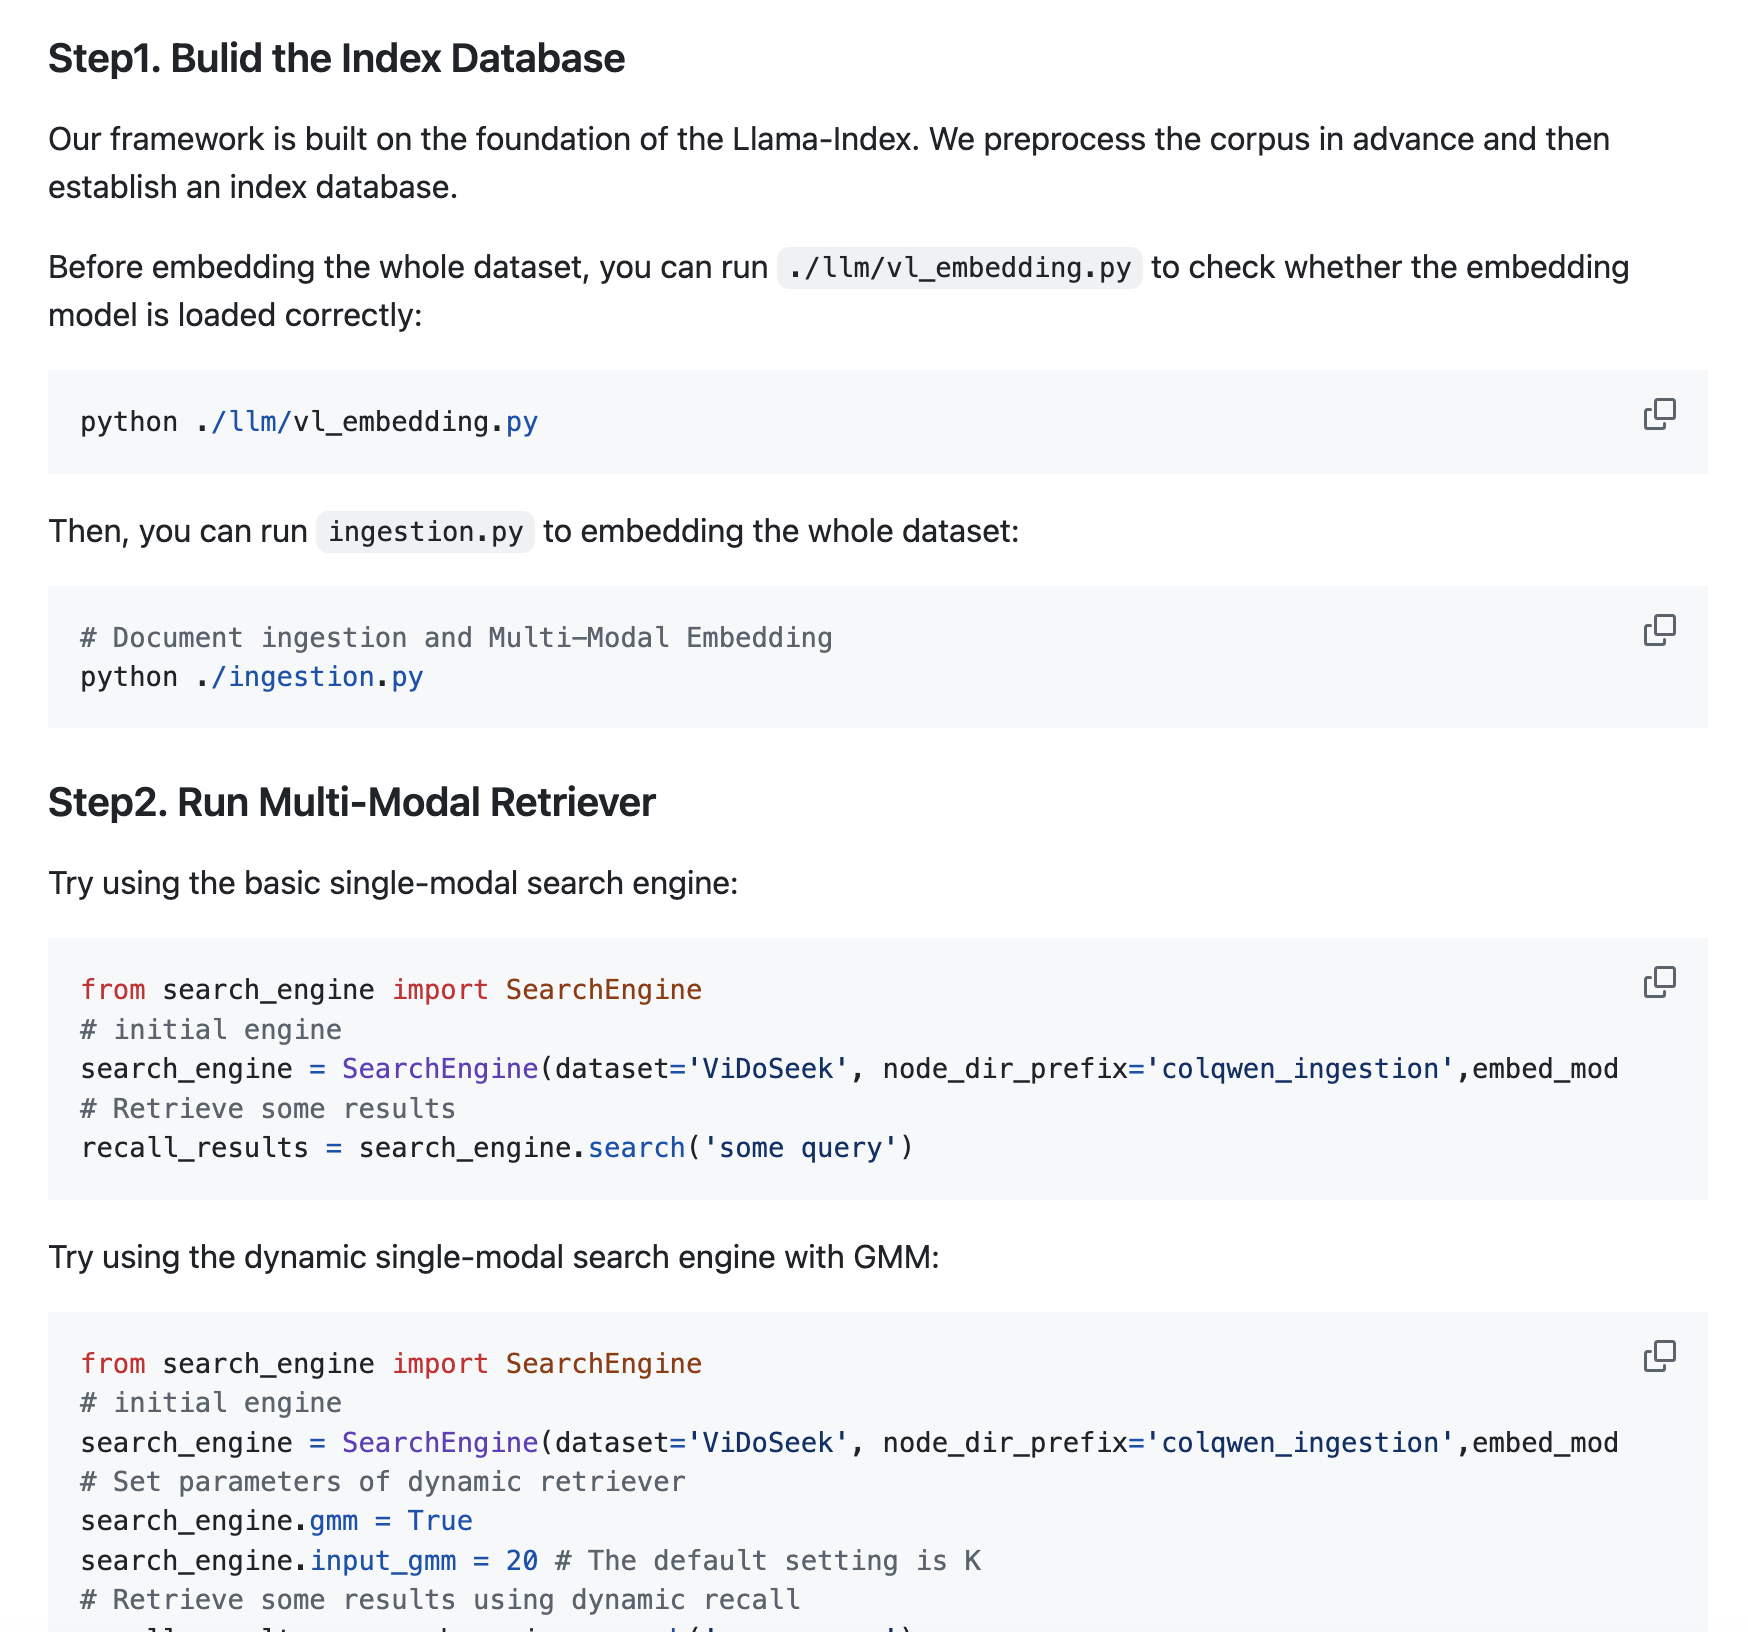 Step1. Bulid the Index Database
Our framework is built on the foundation of the Llama-Index. We preprocess the corpus in advance and then
establish an index database.
Before embedding the whole dataset, you can run ./llm/vl_embedding.py to check whether the embedding
model is loaded correctly:
python ./llm/vl_embedding.py
Then, you can run ingestion.py to embedding the whole dataset:
# Document ingestion and Multi-Modal Embedding
python ./ingestion.py
Step2. Run Multi-Modal Retriever
Try using the basic single-modal search engine:
from search_engine import SearchEngine
# initial engine
search_engine = SearchEngine(dataset='ViDoSeek', node_dir_prefix='colqwen_ingestion',embed_mod
# Retrieve some results
recall_results = search_engine.search('some query')
Try using the dynamic single-modal search engine with GMM:
from search_engine import SearchEngine
# initial engine
search_engine = SearchEngine(dataset='ViDoSeek', node_dir_prefix='colqwen_ingestion',embed_mod
# Set parameters of dynamic retriever
search_engine.gmm = True
search_engine.input_gmm = 20 # The default setting is K
# Retrieve some results using dynamic recall